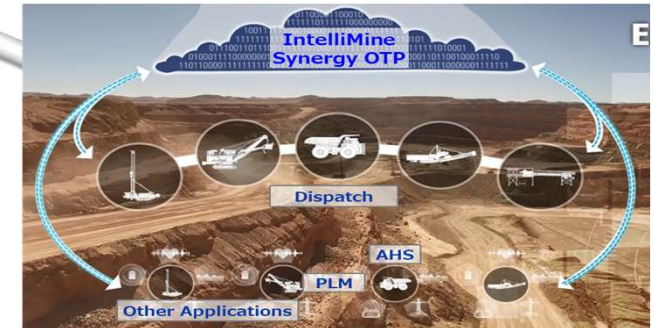 IntelliMine
Synergy OTP
E
Dispatch
AHS
PLM
Other Applications